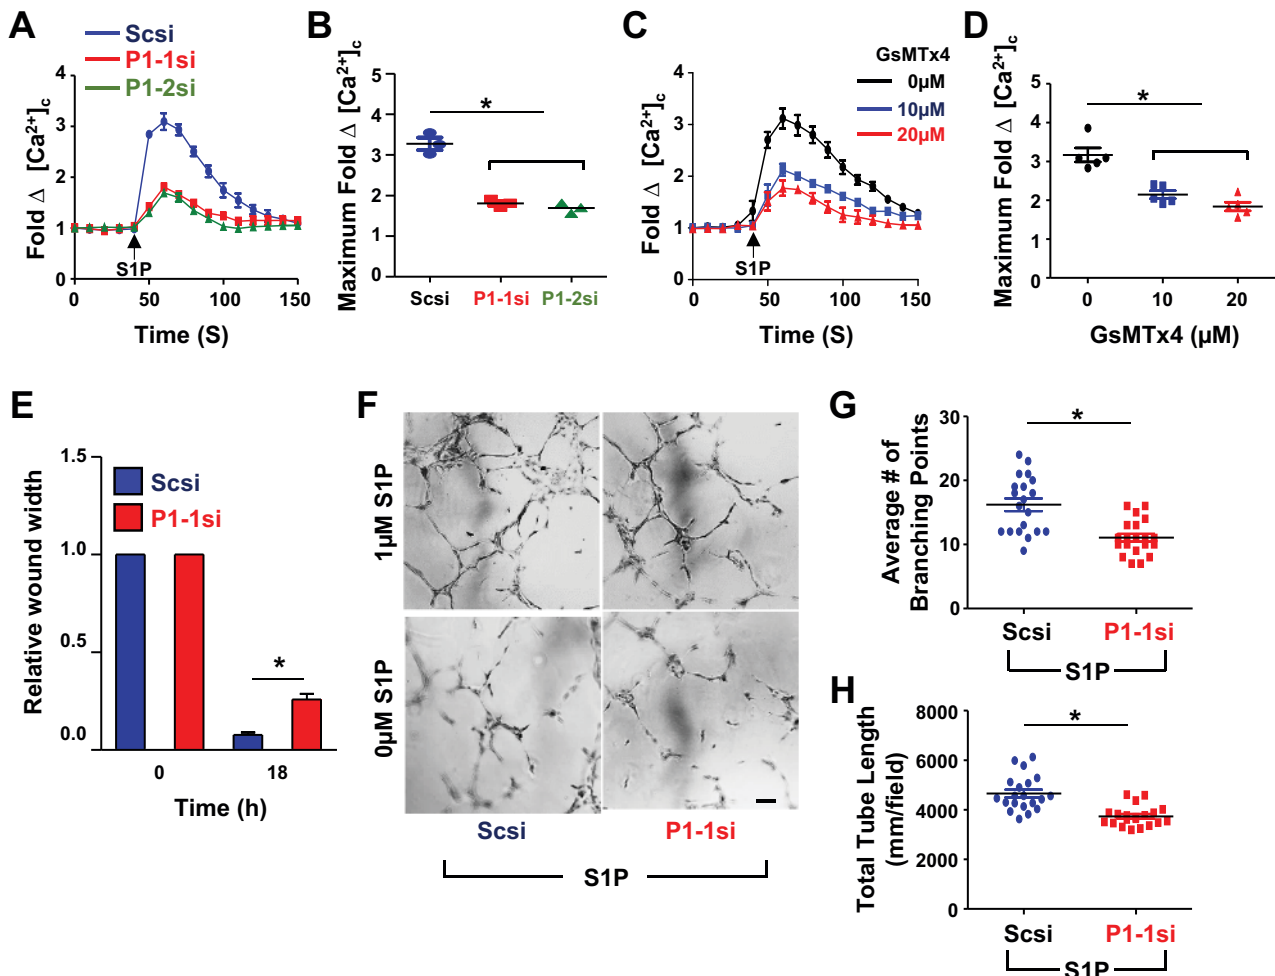 A
Scsi
P1-1si
P1-2si
Fold Δ [Ca²⁺]c
4
3
2
1
0
S1P
0 50 100 150
Time (S)
B
Maximum Fold Δ [Ca²⁺]c
5
4
3
2
1
0
*
Scsi P1-1si P1-2si
C
GsMTx4
0µM
10µM
20µM
Fold Δ [Ca²⁺]c
4
3
2
1
0
S1P
0 50 100 150
Time (S)
D
Maximum Fold Δ [Ca²⁺]c
5
4
3
2
1
0
*
0 10 20
GsMTx4 (µM)
E
Relative wound width
1.5
1.0
0.5
0.0
Scsi
P1-1si
*
0 18
Time (h)
F
1µM S1P
0µM S1P
Scsi P1-1si
S1P
G
Average # of
Branching Points
30
20
10
0
*
Scsi P1-1si
S1P
H
Total Tube Length
(mm/field)
8000
6000
4000
2000
0
*
Scsi P1-1si
S1P